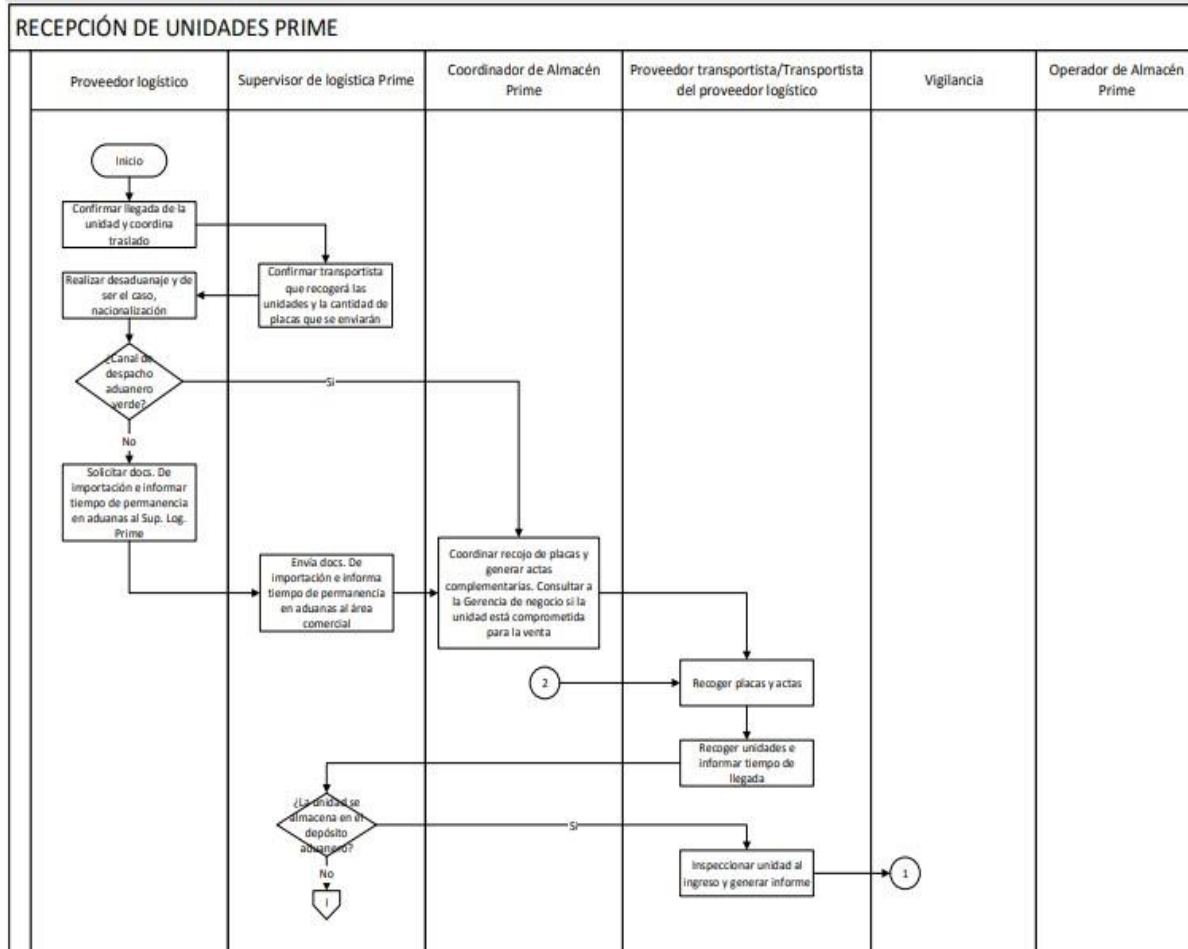 RECEPCIÓN DE UNIDADES PRIME
Proveedor logístico
Supervisor de logística Prime
Coordinador de Almacén
Prime
Proveedor transportista/Transportista
del proveedor logístico
Vigilancia
Operador de Almacén
Prime
Inicio
Confirmar llegada de la
unidad y coordina
traslado
Confirmar transportista
que recogerá las
unidades y la cantidad de
placas que se enviarán
Realizar desaduanaje y de
ser el caso,
nacionalización
¿Canal de
despacho
aduanero
verde?
Si
No
Solicitar docs. De
importación e informar
tiempo de permanencia
en aduanas al Sup. Log.
Prime
Envía docs. De
importación e informa
tiempo de permanencia
en aduanas al área
comercial
Coordinar recojo de placas y
generar actas
complementarias. Consultar a
la Gerencia de negocio si la
unidad está comprometida
para la venta
2
Recoger placas y actas
Recoger unidades e
informar tiempo de
llegada
¿La unidad se
almacena en el
depósito
aduanero?
Si
No
I
Inspeccionar unidad al
ingreso y generar informe
1